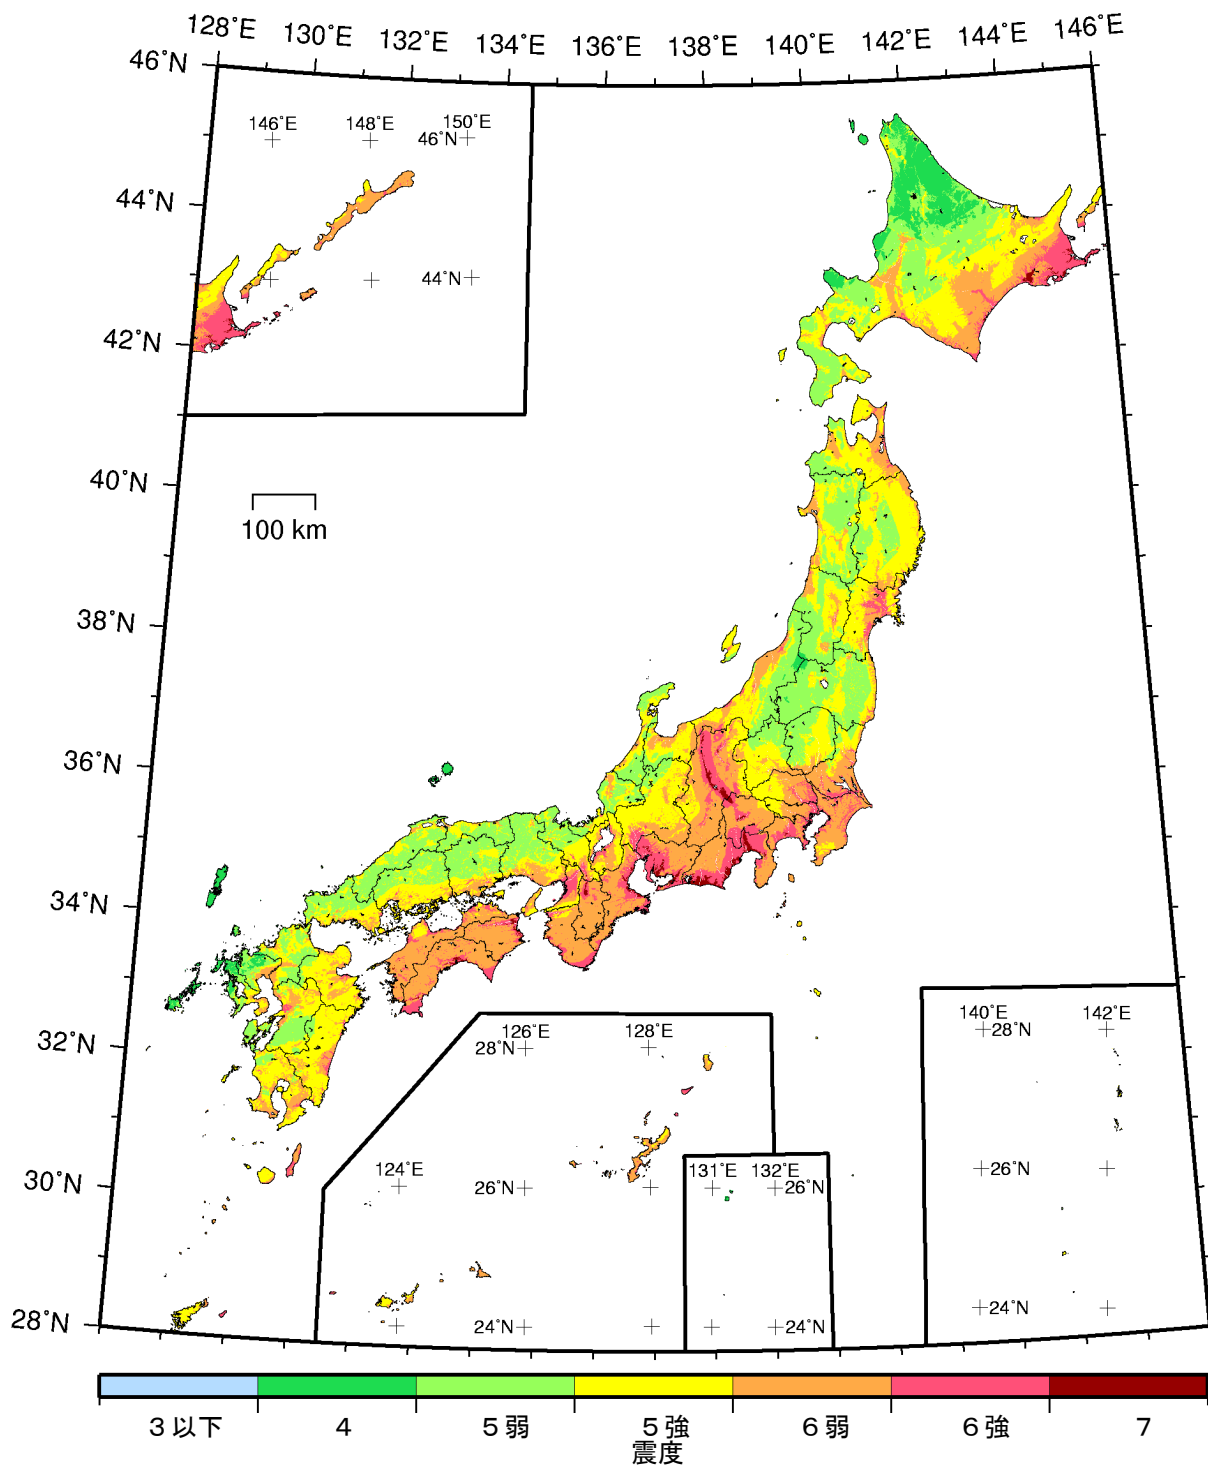 128°E 130°E 132°E 134°E 136°E 138°E 140°E 142°E 144°E 146°E
46°N
44°N
42°N
40°N
38°N
36°N
34°N
32°N
30°N
28°N
146°E 148°E 150°E
46°N
44°N
100 km
126°E 128°E
28°N
124°E
26°N
24°N
131°E 132°E
26°N
24°N
140°E 142°E
28°N
26°N
24°N
3以下 4 5弱 5強 6弱 6強 7
震度